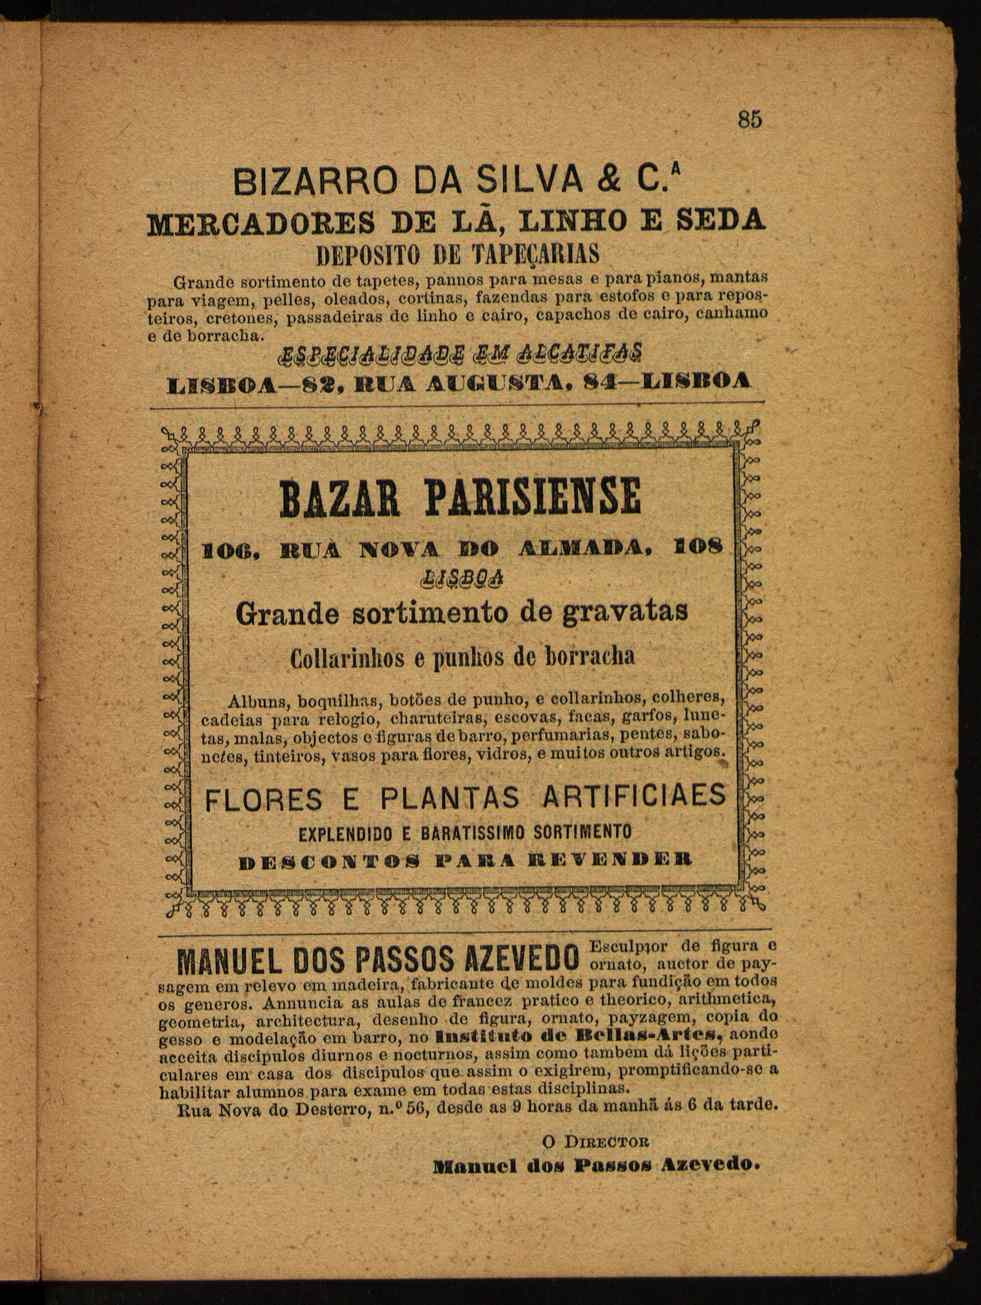 85
BIZARRO DA SILVA & C.ᴬ
MERCADORES DE LÃ, LINHO E SEDA
DEPOSITO DE TAPEÇARIAS
Grande sortimento de tapetes, pannos para mesas e para pianos, mantas
para viagem, pelles, oleados, cortinas, fazendas para estofos e para repos-
teiros, cretones, passadeiras de linho e cairo, capachos de cairo, canhamo
e de borracha.
ESPECIALIDADE EM ALCATIFAS
LISBOA—82, RUA AUGUSTA, 84—LISBOA
BAZAR PARISIENSE
106, RUA NOVA DO ALMADA, 108
LISBOA
Grande sortimento de gravatas
Collarinhos e punhos de borracha
Albuns, boquilhas, botões de punho, e collarinhos, colheres,
cadeias para relogio, charuteiras, escovas, facas, garfos, lune-
tas, malas, objectos e figuras de barro, perfumarias, pentes, sabo-
netes, tinteiros, vasos para flores, vidros, e muitos outros artigos.
FLORES E PLANTAS ARTIFICIAES
EXPLENDIDO E BARATISSIMO SORTIMENTO
DESCONTOS PARA REVENDER
MANUEL DOS PASSOS AZEVEDO Esculptor de figura e
ornato, auctor de pay-
sagem em relevo em madeira, fabricante de moldes para fundição em todos
os generos. Annuncia as aulas de francez pratico e theorico, arithmetica,
geometria, architectura, desenho de figura, ornato, payzagem, copia do
gesso e modelação em barro, no Instituto de Bellas-Artes, aonde
acceita discipulos diurnos e nocturnos, assim como tambem dá lições parti-
culares em casa dos discipulos que assim o exigirem, promptificando-se a
habilitar alumnos para exame em todas estas disciplinas.
Rua Nova do Desterro, n.º 56, desde as 9 horas da manhã ás 6 da tarde.
O DIRECTOR
Manuel dos Passos Azevedo.